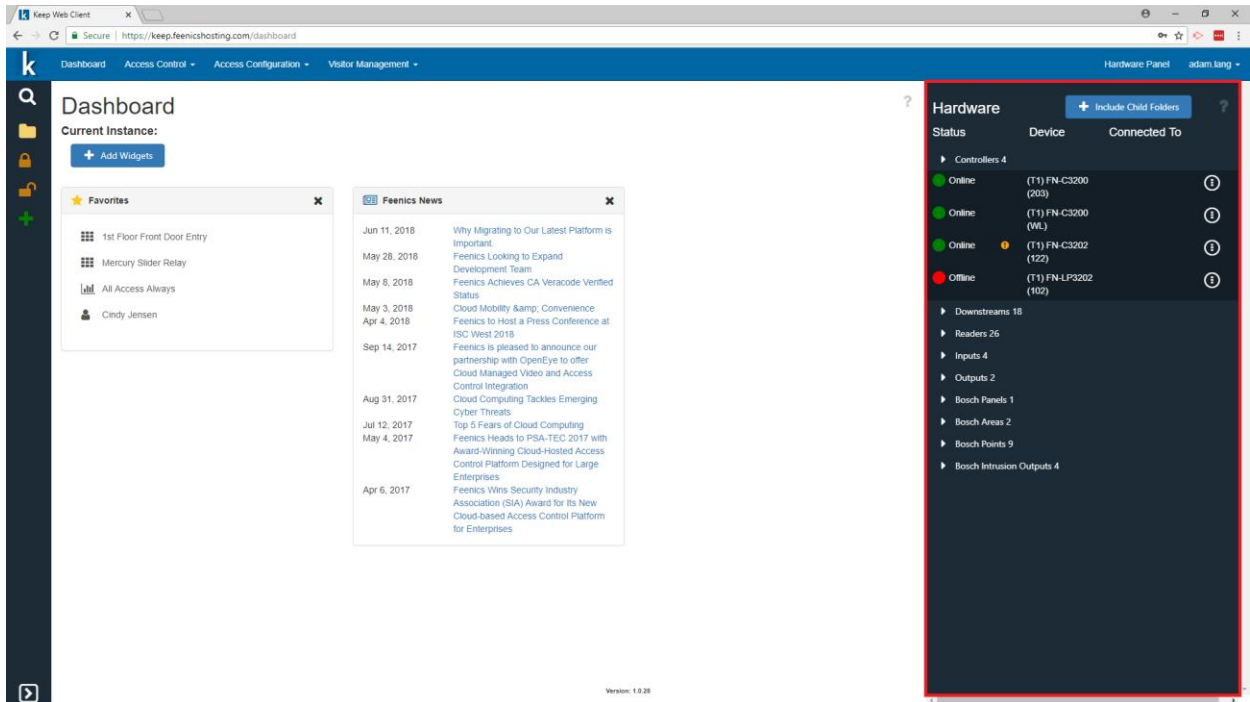 Keep Web Client
Secure | https://keep.feenicshosting.com/dashboard
k Dashboard Access Control Access Configuration Visitor Management Hardware Panel adam.lang
Dashboard
?
Current Instance:
Add Widgets
Favorites
1st Floor Front Door Entry
Mercury Slider Relay
All Access Always
Cindy Jensen
Feenics News
Jun 11, 2018 Why Migrating to Our Latest Platform is
Important.
May 28, 2018 Feenics Looking to Expand
Development Team
May 8, 2018 Feenics Achieves CA Veracode Verified
Status
May 3, 2018 Cloud Mobility &amp; Convenience
Apr 4, 2018 Feenics to Host a Press Conference at
ISC West 2018
Sep 14, 2017 Feenics is pleased to announce our
partnership with OpenEye to offer
Cloud Managed Video and Access
Control Integration
Aug 31, 2017 Cloud Computing Tackles Emerging
Cyber Threats
Jul 12, 2017 Top 5 Fears of Cloud Computing
May 4, 2017 Feenics Heads to PSA-TEC 2017 with
Award-Winning Cloud-Hosted Access
Control Platform Designed for Large
Enterprises
Apr 6, 2017 Feenics Wins Security Industry
Association (SIA) Award for Its New
Cloud-based Access Control Platform
for Enterprises
Version: 1.0.28
Hardware Include Child Folders ?
Status Device Connected To
Controllers 4
Online (T1) FN-C3200
(203)
Online (T1) FN-C3200
(WL)
Online (T1) FN-C3202
(122)
Offline (T1) FN-LP3202
(102)
Downstreams 18
Readers 26
Inputs 4
Outputs 2
Bosch Panels 1
Bosch Areas 2
Bosch Points 9
Bosch Intrusion Outputs 4